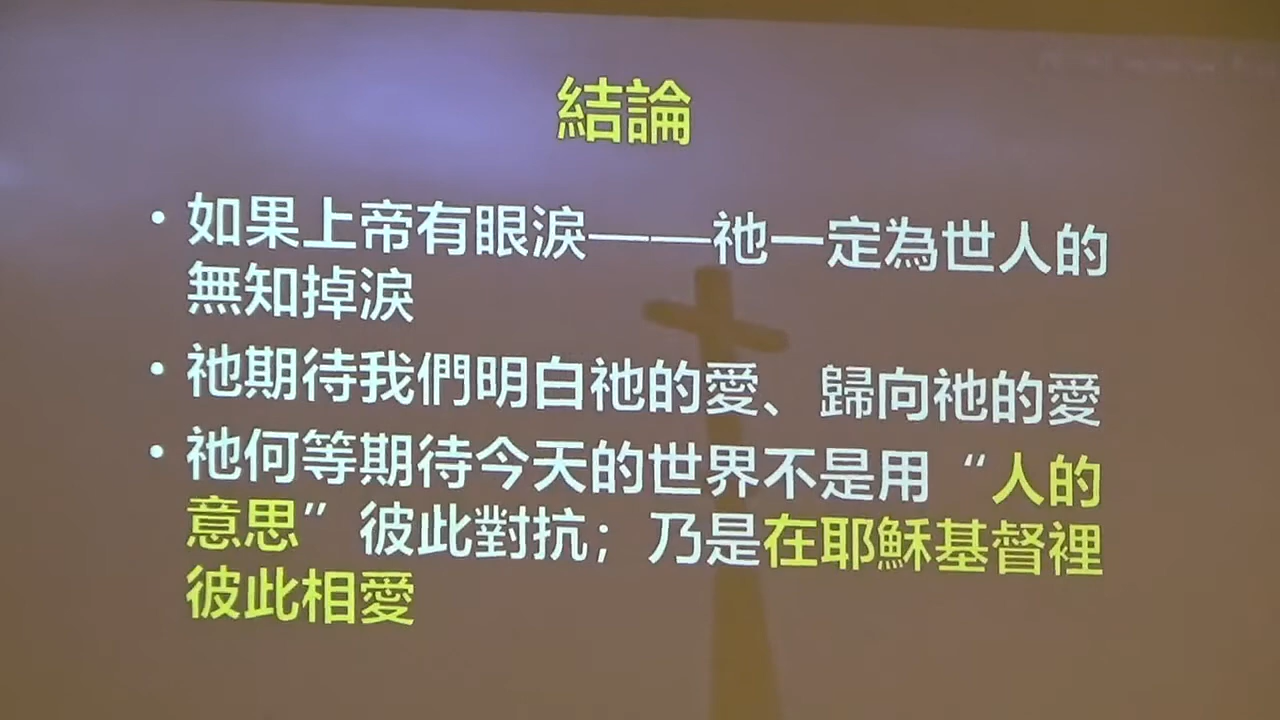 結論
• 如果上帝有眼淚——祂一定為世人的
無知掉淚
• 祂期待我們明白祂的愛、歸向祂的愛
• 祂何等期待今天的世界不是用“人的
意思”彼此對抗；乃是在耶穌基督裡
彼此相愛